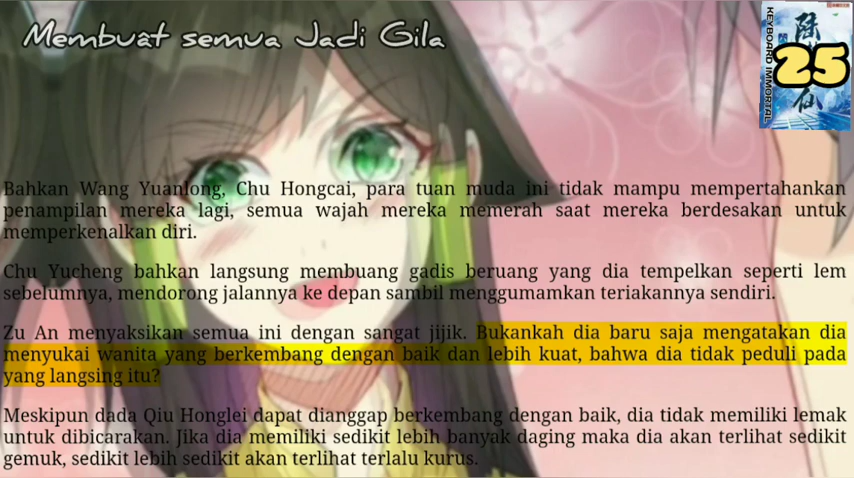 Membuat semua Jadi Gila
KEYBOARD IMMORTAL
25
Bahkan Wang Yuanlong, Chu Hongcai, para tuan muda ini tidak mampu mempertahankan
penampilan mereka lagi, semua wajah mereka memerah saat mereka berdesakan untuk
memperkenalkan diri.
Chu Yucheng bahkan langsung membuang gadis beruang yang dia tempelkan seperti lem
sebelumnya, mendorong jalannya ke depan sambil menggumamkan teriakannya sendiri.
Zu An menyaksikan semua ini dengan sangat jijik. Bukankah dia baru saja mengatakan dia
menyukai wanita yang berkembang dengan baik dan lebih kuat, bahwa dia tidak peduli pada
yang langsing itu?
Meskipun dada Qiu Honglei dapat dianggap berkembang dengan baik, dia tidak memiliki lemak
untuk dibicarakan. Jika dia memiliki sedikit lebih banyak daging maka dia akan terlihat sedikit
gemuk, sedikit lebih sedikit akan terlihat terlalu kurus.